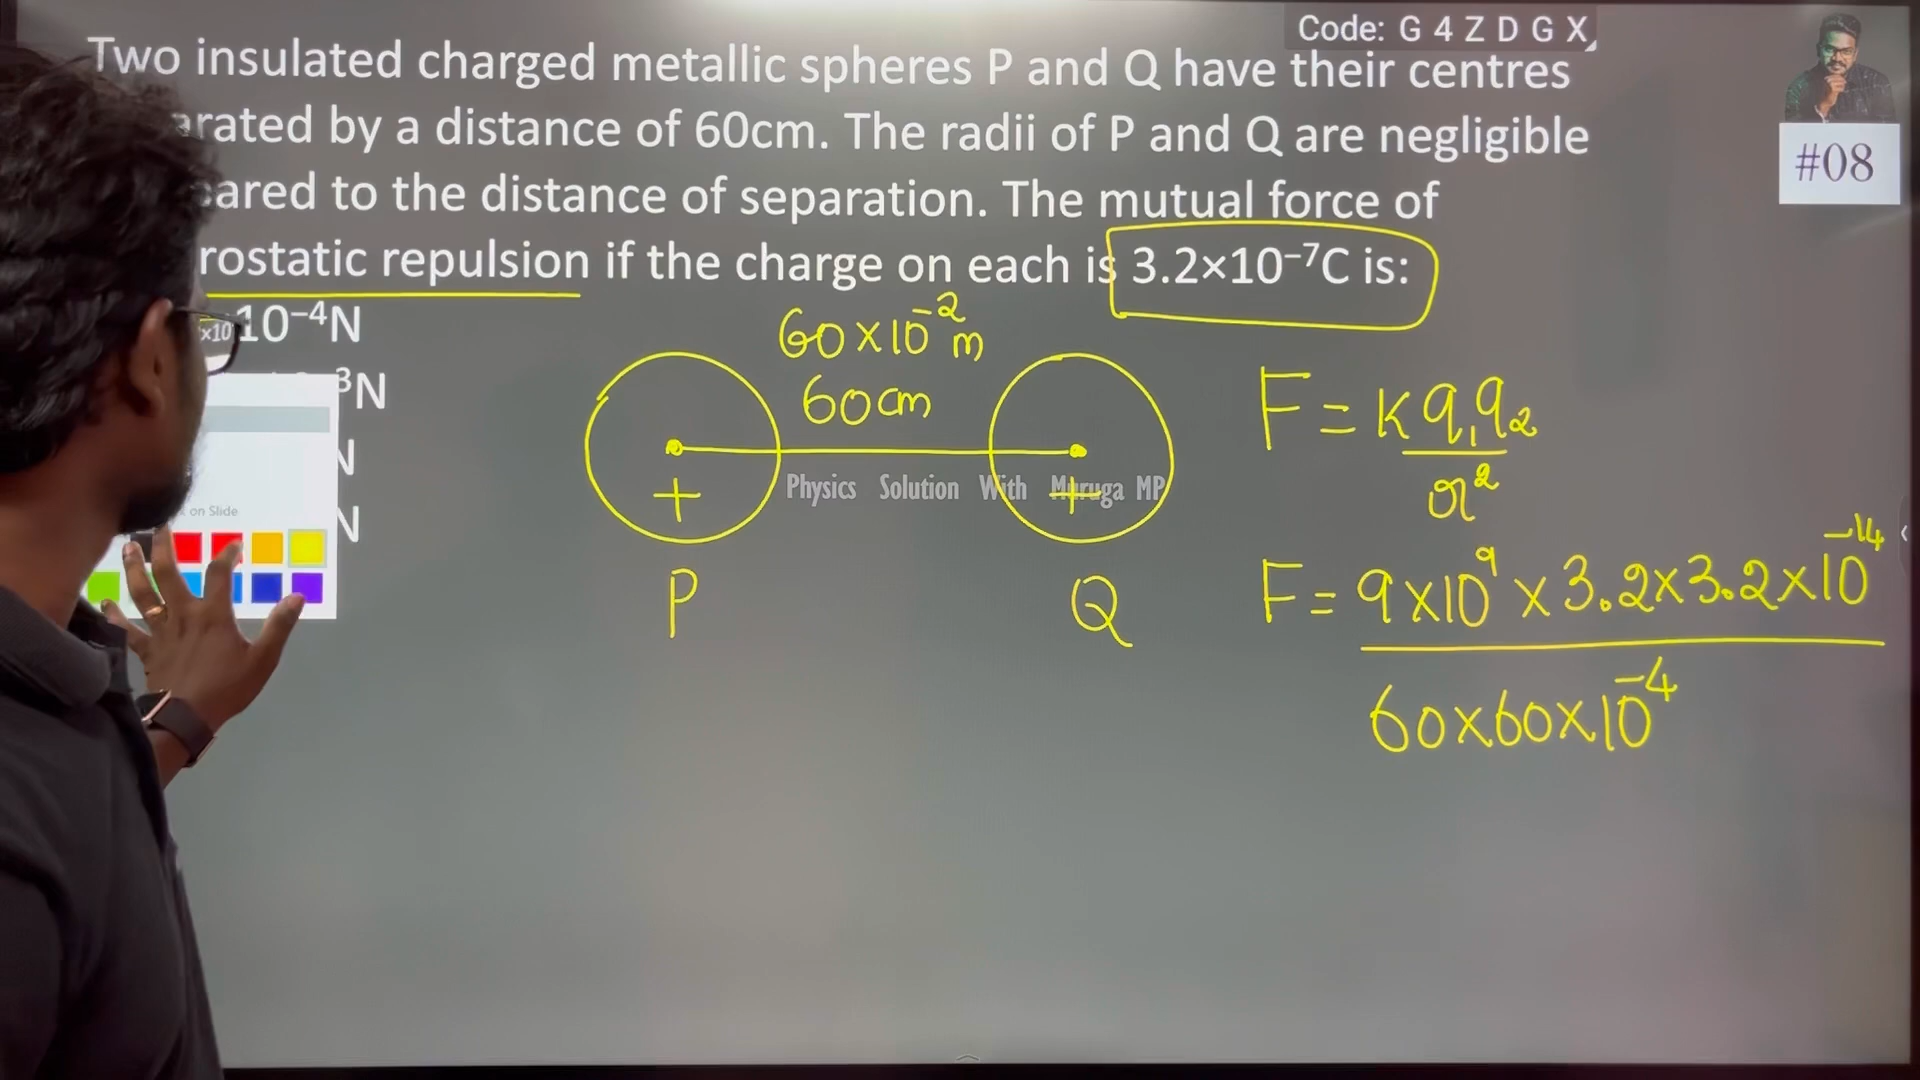 Code: G 4 Z D G X
Two insulated charged metallic spheres P and Q have their centres
arated by a distance of 60cm. The radii of P and Q are negligible
ared to the distance of separation. The mutual force of
rostatic repulsion if the charge on each is 3.2×10⁻⁷C is:
#08
×10
10⁻⁴N
³N
N
N
on Slide
60×10⁻² m
60cm
+
+
P
Q
Physics Solution With Muruga MP
F = K q₁q₂
r²
F = 9×10⁹ × 3.2×3.2×10⁻¹⁴
60×60×10⁻⁴